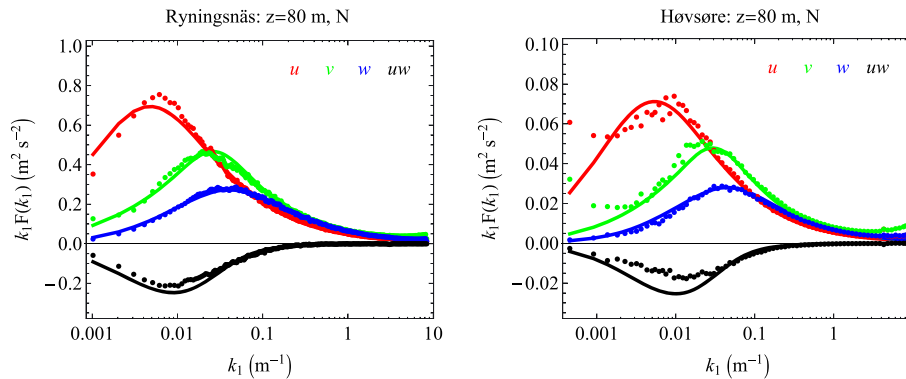 Ryningsnäs: z=80 m, N
u v w uw
k₁F(k₁) (m² s⁻²)
1.0
0.8
0.6
0.4
0.2
0.0
−0.2
0.001 0.01 0.1 1 10
k₁ (m⁻¹)
Høvsøre: z=80 m, N
u v w uw
k₁F(k₁) (m² s⁻²)
0.10
0.08
0.06
0.04
0.02
0.00
−0.02
0.001 0.01 0.1 1
k₁ (m⁻¹)